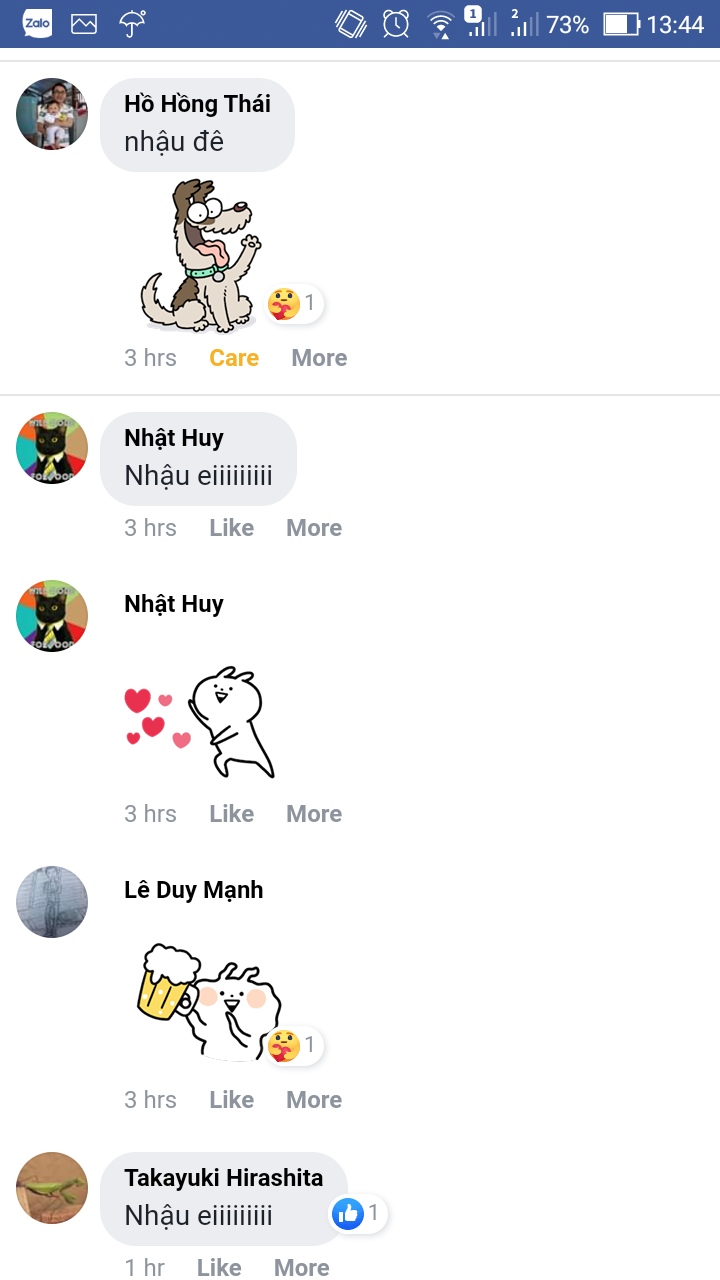 Zalo
1
2
73%
13:44
Hồ Hồng Thái
nhậu đê
1
3 hrs Care More
Nhật Huy
Nhậu eiiiiiiiii
3 hrs Like More
Nhật Huy
3 hrs Like More
Lê Duy Mạnh
1
3 hrs Like More
Takayuki Hirashita
Nhậu eiiiiiiiii
1
1 hr Like More